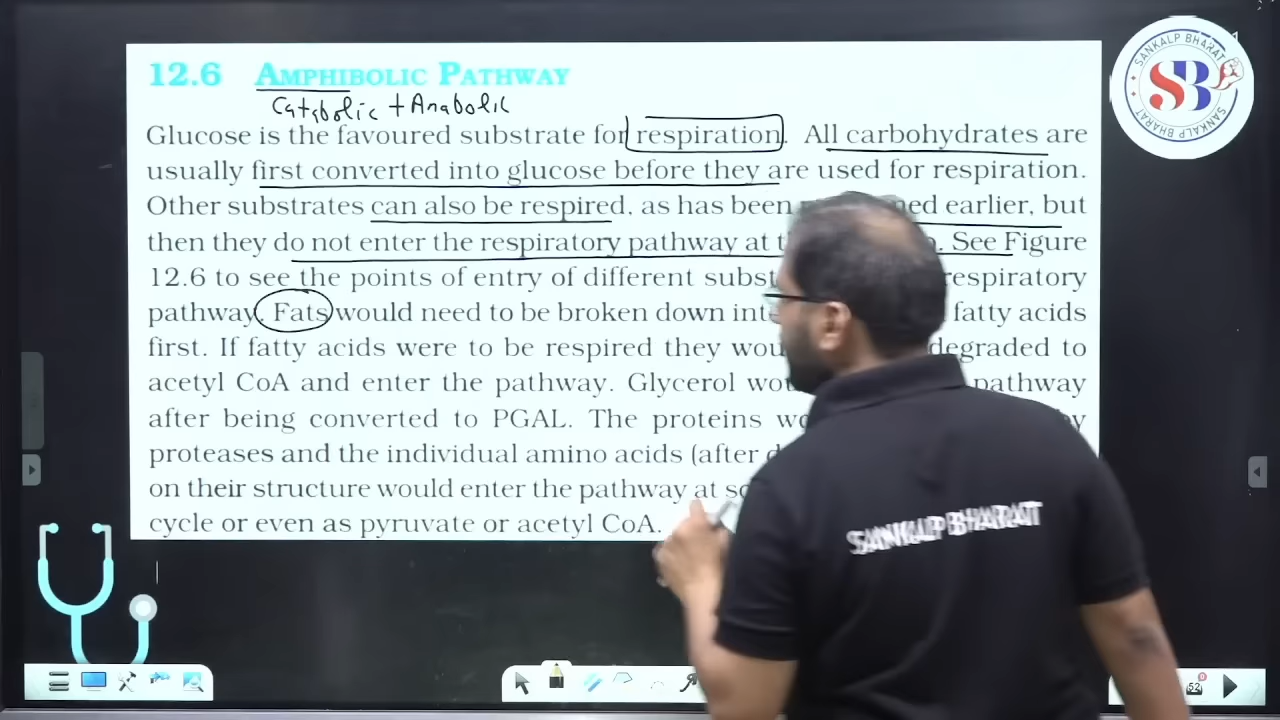 12.6 AMPHIBOLIC PATHWAY
Catabolic + Anabolic
Glucose is the favoured substrate for respiration. All carbohydrates are
usually first converted into glucose before they are used for respiration.
Other substrates can also be respired, as has been earlier, but
then they do not enter the respiratory pathway at See Figure
12.6 to see the points of entry of different respiratory
pathway. Fats would need to be broken down fatty acids
first. If fatty acids were to be respired they degraded to
acetyl CoA and enter the pathway. Glycerol pathway
after being converted to PGAL. The proteins by
proteases and the individual amino acids (after
on their structure would enter the pathway at
cycle or even as pyruvate or acetyl CoA.
SANKALP BHARAT
SB
SANKALP BHARAT
SANKALP BHARAT
52